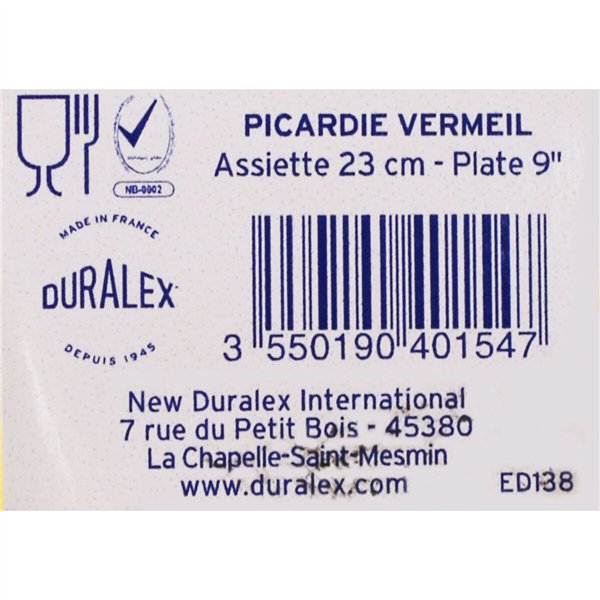 PICARDIE VERMEIL
Assiette 23 cm - Plate 9"
NB-0002
MADE IN FRANCE
DURALEX
DEPUIS 1945
3 550190 401547
New Duralex International
7 rue du Petit Bois - 45380
La Chapelle-Saint-Mesmin
www.duralex.com
ED138